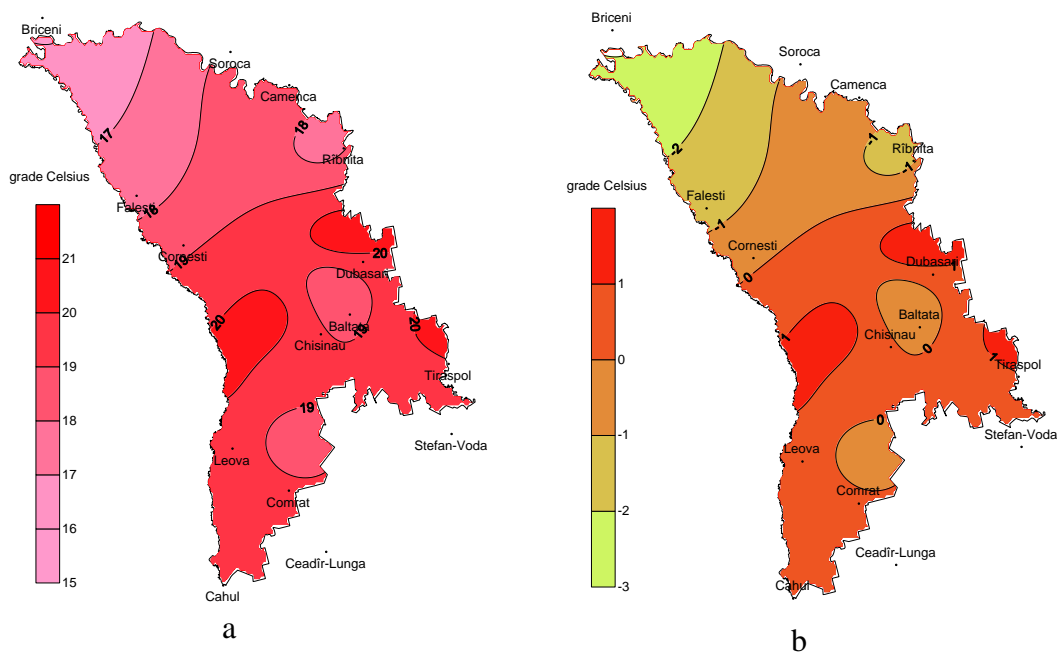 Briceni
Soroca
Camenca
17
18
Rîbnita
grade Celsius
Falesti
18
Cornesti
19
20
Dubasari
21
20
19
18
17
16
15
20
Baltata
19
20
Chisinau
Tiraspol
19
Stefan-Voda
Leova
Comrat
Ceadîr-Lunga
Cahul
a
Briceni
Soroca
Camenca
-2
-1
Rîbnita
-1
grade Celsius
Falesti
-1
Cornesti
0
Dubasari
1
1
0
-1
-2
-3
1
Baltata
0
1
Chisinau
Tiraspol
0
Stefan-Voda
Leova
Comrat
Ceadîr-Lunga
Cahul
b